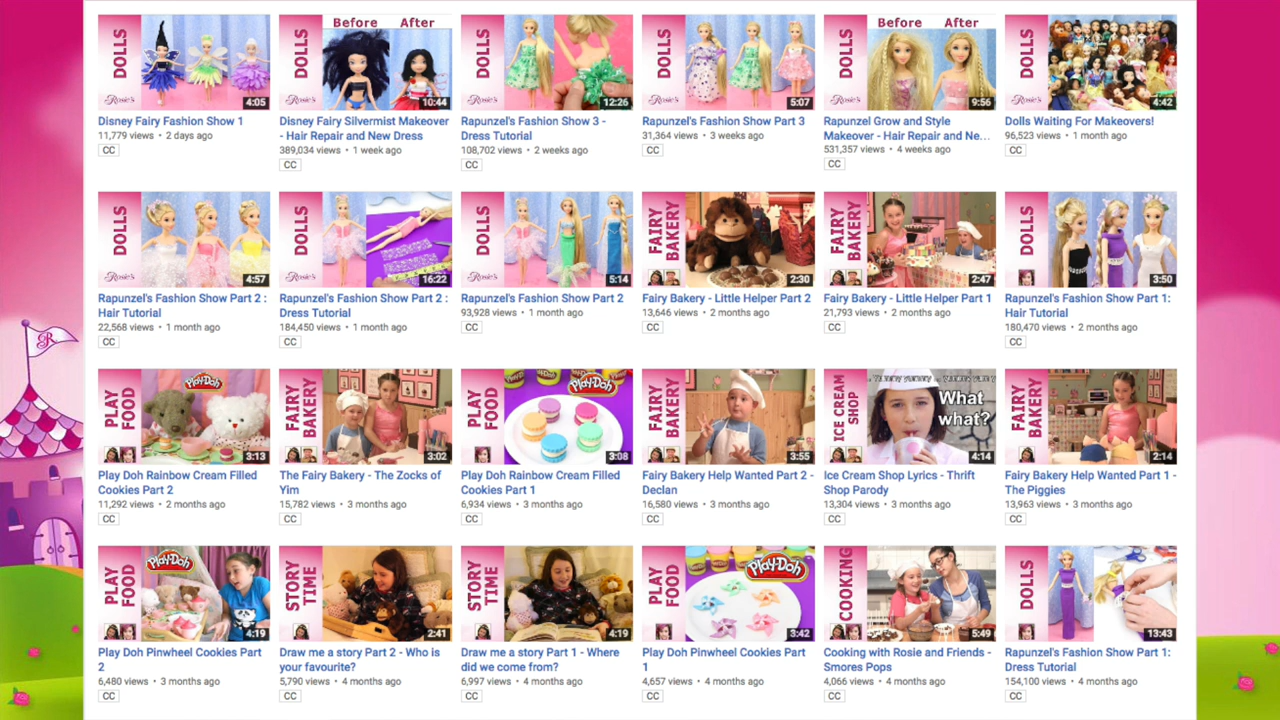 DOLLS
Rosie's
4:05
Disney Fairy Fashion Show 1
11,779 views • 2 days ago
CC
Before After
DOLLS
10:44
Disney Fairy Silvermist Makeover
- Hair Repair and New Dress
389,034 views • 1 week ago
CC
DOLLS
Rosie's
12:26
Rapunzel's Fashion Show 3 -
Dress Tutorial
108,702 views • 2 weeks ago
CC
DOLLS
Rosie's
5:07
Rapunzel's Fashion Show Part 3
31,364 views • 3 weeks ago
CC
Before After
DOLLS
Rosie's
9:56
Rapunzel Grow and Style
Makeover - Hair Repair and Ne...
531,357 views • 4 weeks ago
CC
DOLLS
Rosie's
4:42
Dolls Waiting For Makeovers!
96,523 views • 1 month ago
CC
DOLLS
Rosie's
4:57
Rapunzel's Fashion Show Part 2 :
Hair Tutorial
22,568 views • 1 month ago
CC
DOLLS
Rosie's
16:22
Rapunzel's Fashion Show Part 2 :
Dress Tutorial
184,450 views • 1 month ago
CC
DOLLS
Rosie's
5:14
Rapunzel's Fashion Show Part 2
93,928 views • 1 month ago
CC
FAIRY
BAKERY
2:30
Fairy Bakery - Little Helper Part 2
13,646 views • 2 months ago
CC
FAIRY
BAKERY
2:47
Fairy Bakery - Little Helper Part 1
21,793 views • 2 months ago
CC
DOLLS
3:50
Rapunzel's Fashion Show Part 1:
Hair Tutorial
180,470 views • 2 months ago
CC
PLAY
FOOD
Play-Doh
3:13
Play Doh Rainbow Cream Filled
Cookies Part 2
11,292 views • 2 months ago
CC
FAIRY
BAKERY
3:02
The Fairy Bakery - The Zocks of
Yim
15,782 views • 3 months ago
CC
PLAY
FOOD
Play-Doh
3:08
Play Doh Rainbow Cream Filled
Cookies Part 1
6,934 views • 3 months ago
CC
FAIRY
BAKERY
3:55
Fairy Bakery Help Wanted Part 2 -
Declan
16,580 views • 3 months ago
CC
ICE CREAM
SHOP
What
what?
4:14
Ice Cream Shop Lyrics - Thrift
Shop Parody
13,304 views • 3 months ago
CC
FAIRY
BAKERY
2:14
Fairy Bakery Help Wanted Part 1 -
The Piggies
13,963 views • 3 months ago
CC
PLAY
FOOD
Play-Doh
4:19
Play Doh Pinwheel Cookies Part
2
6,480 views • 3 months ago
CC
STORY
TIME
2:41
Draw me a story Part 2 - Who is
your favourite?
5,790 views • 4 months ago
CC
STORY
TIME
4:19
Draw me a story Part 1 - Where
did we come from?
6,997 views • 4 months ago
CC
PLAY
FOOD
Play-Doh
3:42
Play Doh Pinwheel Cookies Part
1
4,657 views • 4 months ago
CC
COOKING
5:49
Cooking with Rosie and Friends -
Smores Pops
4,066 views • 4 months ago
CC
DOLLS
13:43
Rapunzel's Fashion Show Part 1:
Dress Tutorial
154,100 views • 4 months ago
CC
R